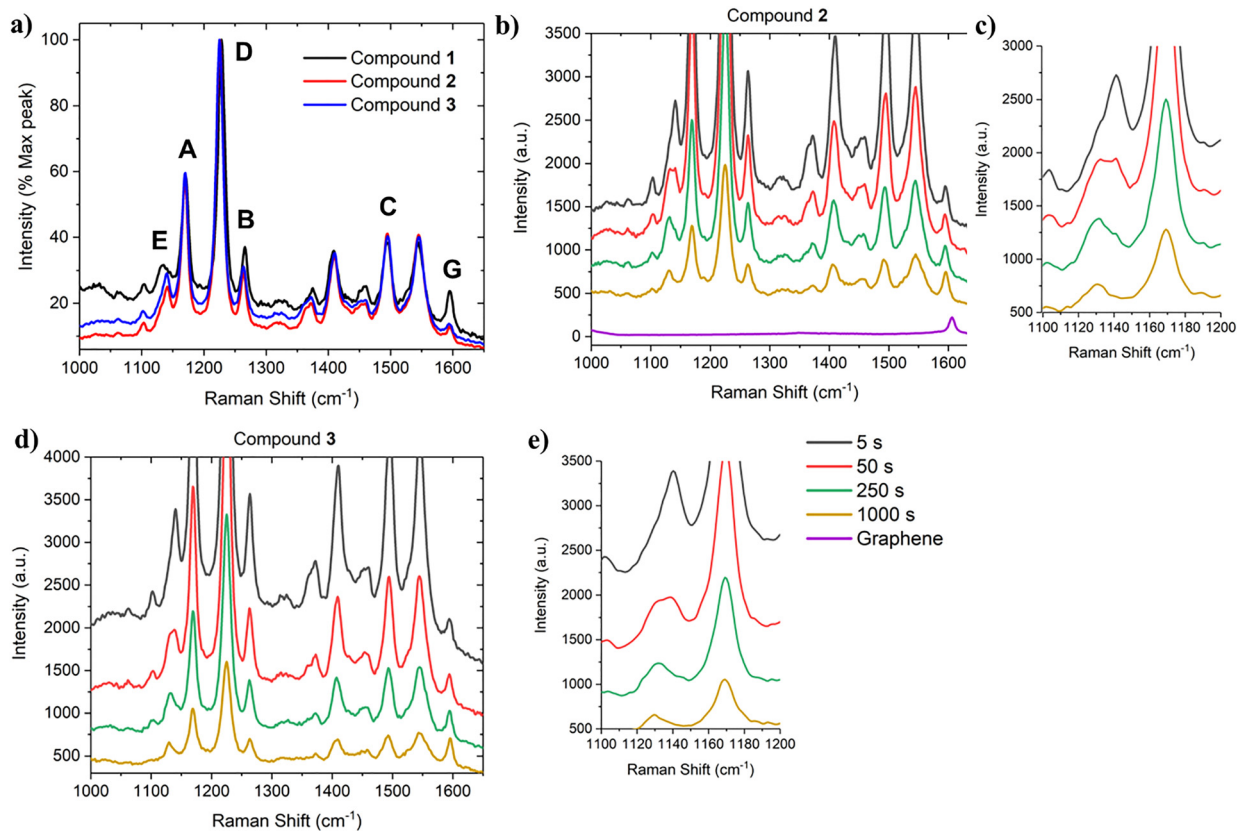 a)
Intensity (% Max peak)
100
80
60
40
20
A
D
E
B
C
G
Compound 1
Compound 2
Compound 3
1000 1100 1200 1300 1400 1500 1600
Raman Shift (cm-1)
b)
Compound 2
Intensity (a.u.)
3500
3000
2500
2000
1500
1000
500
0
1000 1100 1200 1300 1400 1500 1600
Raman Shift (cm-1)
c)
Intensity (a.u.)
3000
2500
2000
1500
1000
500
1100 1120 1140 1160 1180 1200
Raman Shift (cm-1)
d)
Compound 3
Intensity (a.u.)
4000
3500
3000
2500
2000
1500
1000
500
1000 1100 1200 1300 1400 1500 1600
Raman Shift (cm-1)
e)
Intensity (a.u.)
3500
3000
2500
2000
1500
1000
500
1100 1120 1140 1160 1180 1200
Raman Shift (cm-1)
5 s
50 s
250 s
1000 s
Graphene